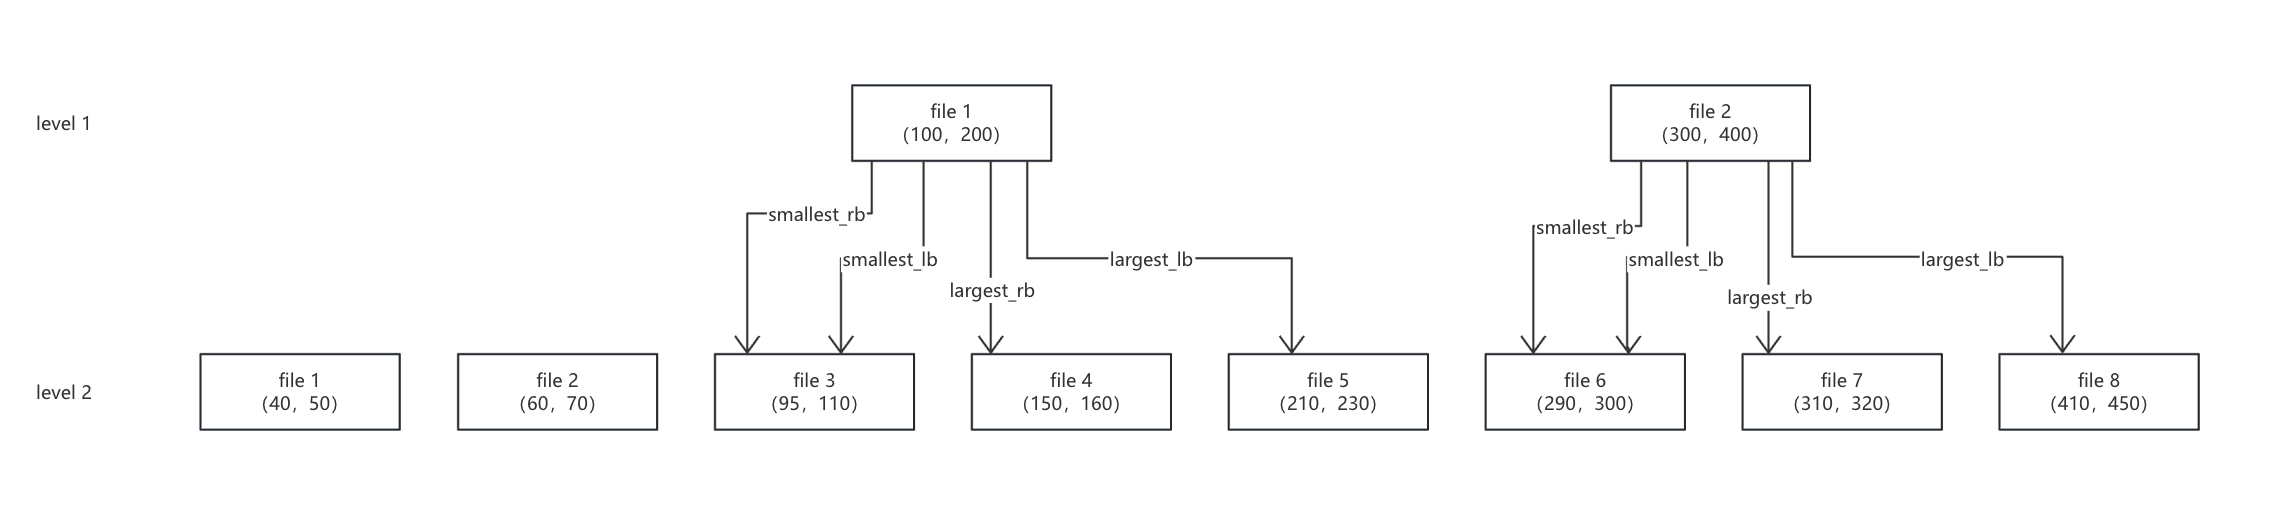 level 1
file 1
(100，200)
file 2
(300，400)
smallest_rb
smallest_lb
largest_rb
largest_lb
smallest_rb
smallest_lb
largest_rb
largest_lb
level 2
file 1
(40，50)
file 2
(60，70)
file 3
(95，110)
file 4
(150，160)
file 5
(210，230)
file 6
(290，300)
file 7
(310，320)
file 8
(410，450)